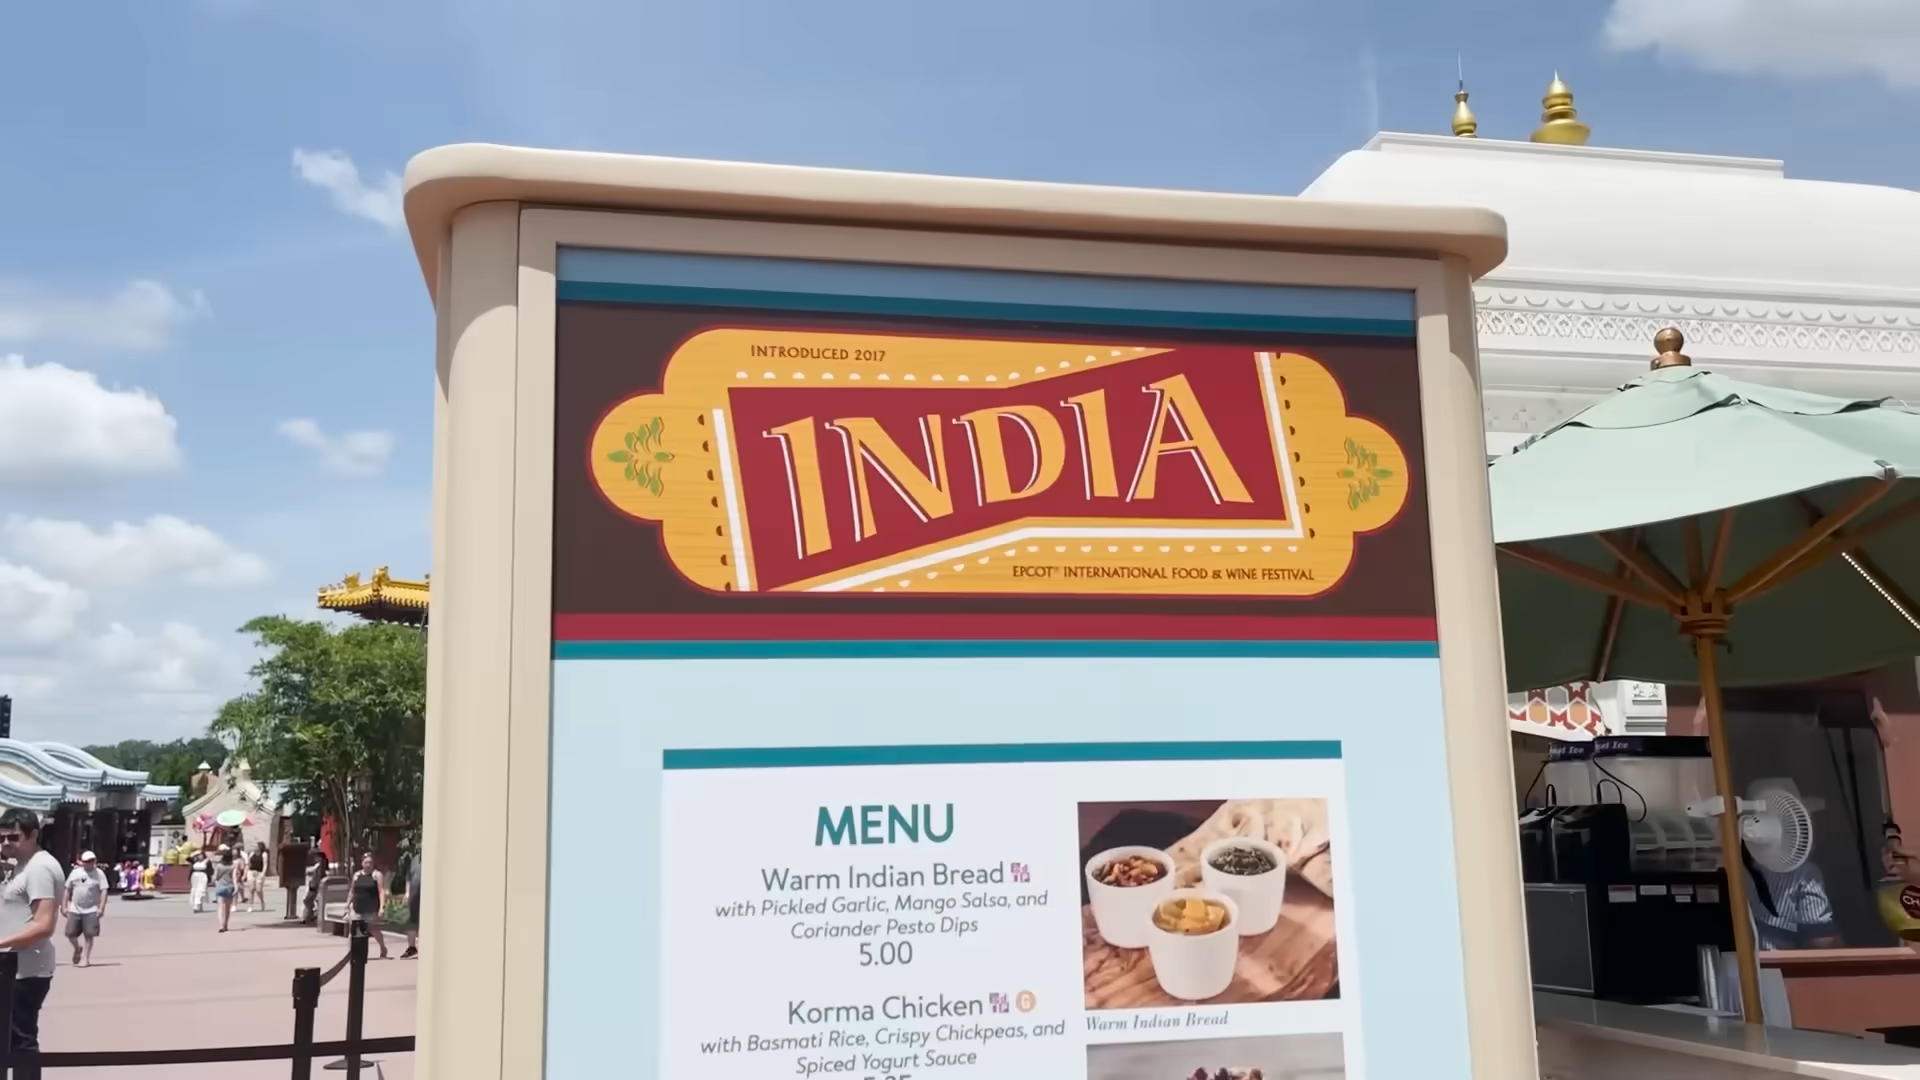 INTRODUCED 2017
INDIA
EPCOT® INTERNATIONAL FOOD & WINE FESTIVAL
MENU
Warm Indian Bread
with Pickled Garlic, Mango Salsa, and
Coriander Pesto Dips
5.00
Korma Chicken G
with Basmati Rice, Crispy Chickpeas, and
Spiced Yogurt Sauce
Warm Indian Bread